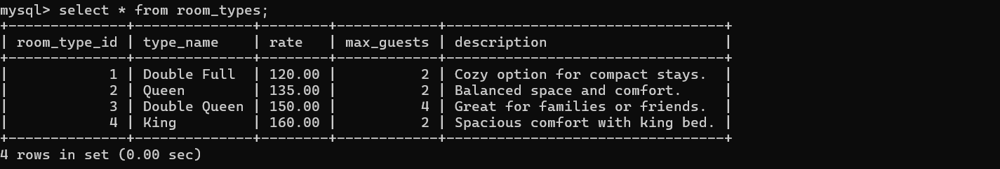 mysql> select * from room_types;
+--------------+--------------+--------+------------+---------------------------------+
| room_type_id | type_name    | rate   | max_guests | description                     |
+--------------+--------------+--------+------------+---------------------------------+
|            1 | Double Full  | 120.00 |          2 | Cozy option for compact stays.  |
|            2 | Queen        | 135.00 |          2 | Balanced space and comfort.     |
|            3 | Double Queen | 150.00 |          4 | Great for families or friends.  |
|            4 | King         | 160.00 |          2 | Spacious comfort with king bed. |
+--------------+--------------+--------+------------+---------------------------------+
4 rows in set (0.00 sec)